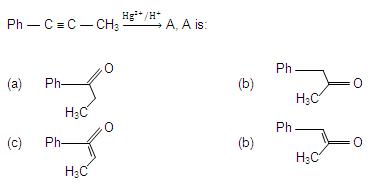 Ph — C ≡ C — CH₃ —Hg²⁺/H⁺→ A, A is:
(a) Ph O H₃C
(b) Ph O H₃C
(c) Ph O H₃C
(b) Ph O H₃C